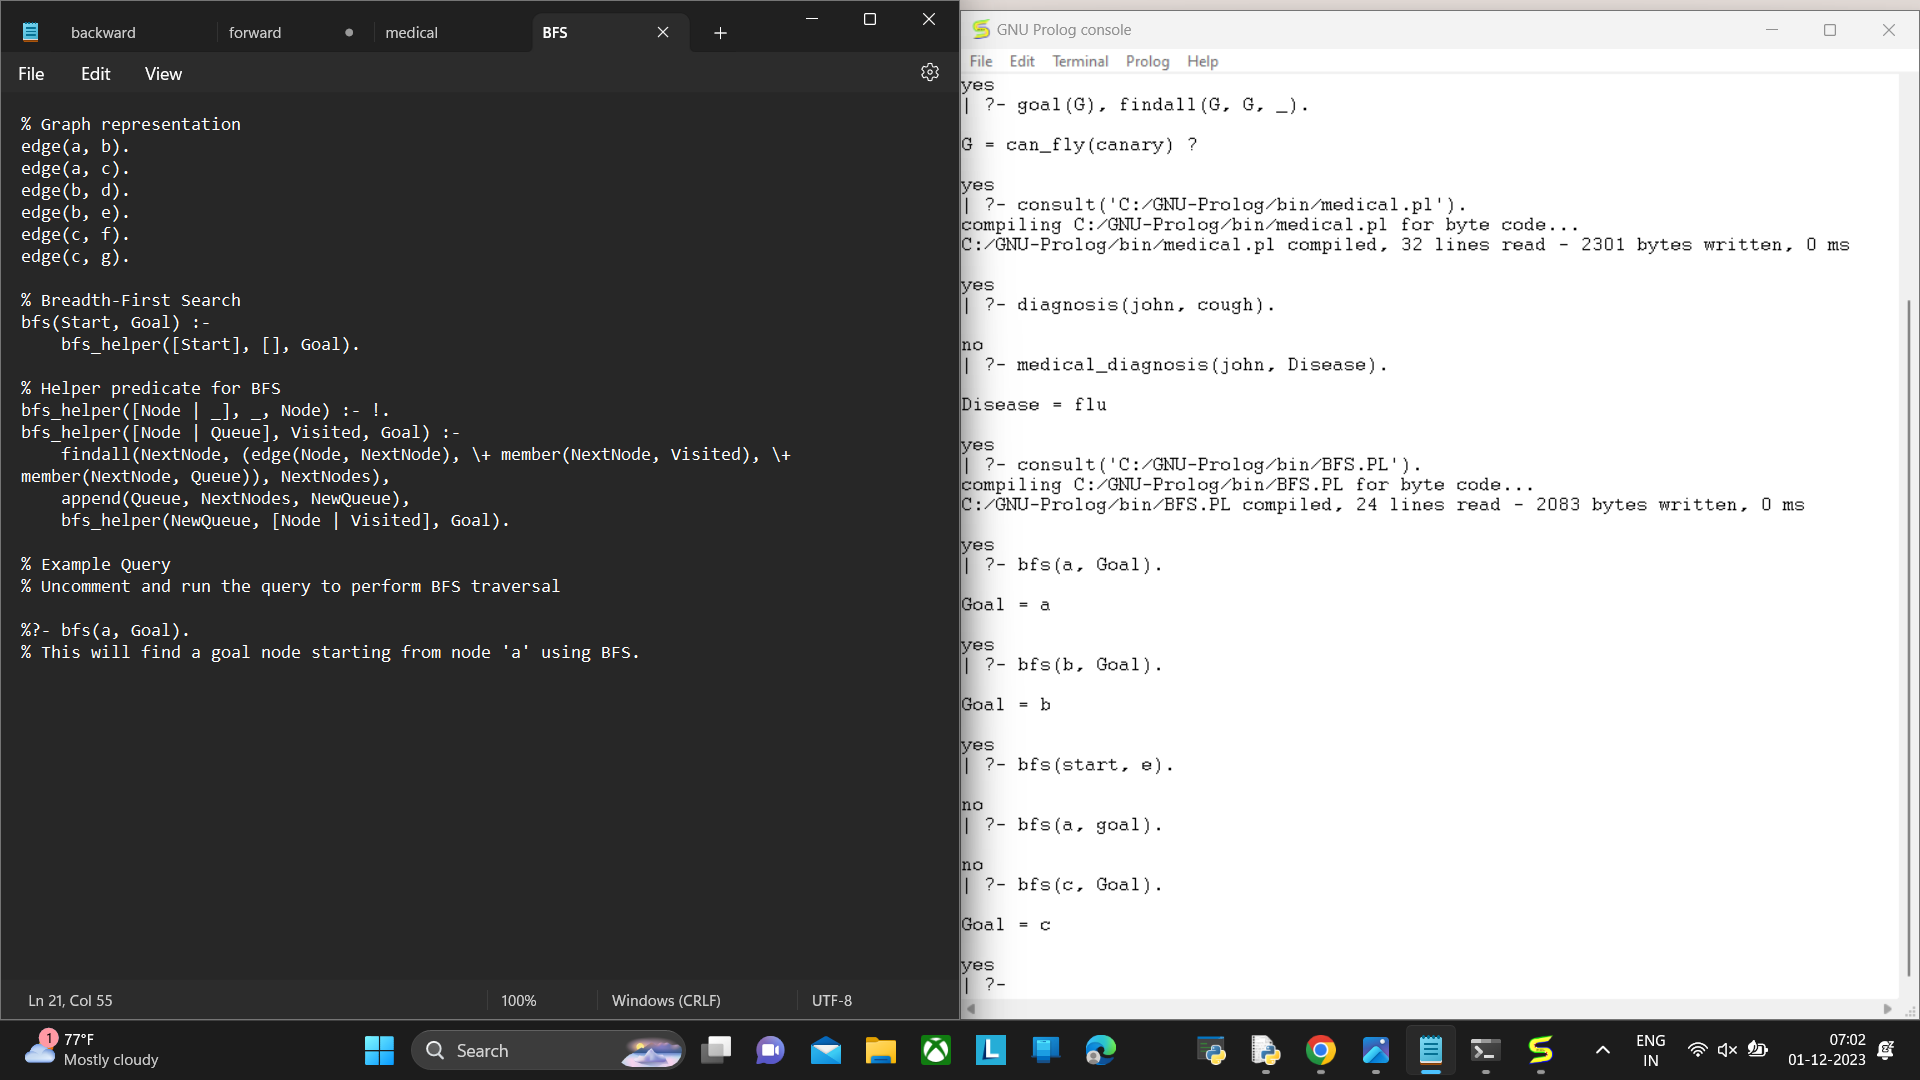 backward
forward
medical
BFS
File
Edit
View
% Graph representation
edge(a, b).
edge(a, c).
edge(b, d).
edge(b, e).
edge(c, f).
edge(c, g).
% Breadth-First Search
bfs(Start, Goal) :-
    bfs_helper([Start], [], Goal).
% Helper predicate for BFS
bfs_helper([Node | _], _, Node) :- !.
bfs_helper([Node | Queue], Visited, Goal) :-
    findall(NextNode, (edge(Node, NextNode), \+ member(NextNode, Visited), \+
member(NextNode, Queue)), NextNodes),
    append(Queue, NextNodes, NewQueue),
    bfs_helper(NewQueue, [Node | Visited], Goal).
% Example Query
% Uncomment and run the query to perform BFS traversal
%?- bfs(a, Goal).
% This will find a goal node starting from node 'a' using BFS.
Ln 21, Col 55
100%
Windows (CRLF)
UTF-8
GNU Prolog console
File
Edit
Terminal
Prolog
Help
yes
| ?- goal(G), findall(G, G, _).
G = can_fly(canary) ?
yes
| ?- consult('C:/GNU-Prolog/bin/medical.pl').
compiling C:/GNU-Prolog/bin/medical.pl for byte code...
C:/GNU-Prolog/bin/medical.pl compiled, 32 lines read - 2301 bytes written, 0 ms
yes
| ?- diagnosis(john, cough).
no
| ?- medical_diagnosis(john, Disease).
Disease = flu
yes
| ?- consult('C:/GNU-Prolog/bin/BFS.PL').
compiling C:/GNU-Prolog/bin/BFS.PL for byte code...
C:/GNU-Prolog/bin/BFS.PL compiled, 24 lines read - 2083 bytes written, 0 ms
yes
| ?- bfs(a, Goal).
Goal = a
yes
| ?- bfs(b, Goal).
Goal = b
yes
| ?- bfs(start, e).
no
| ?- bfs(a, goal).
no
| ?- bfs(c, Goal).
Goal = c
yes
| ?-
1
77°F
Mostly cloudy
Search
ENG
IN
07:02
01-12-2023